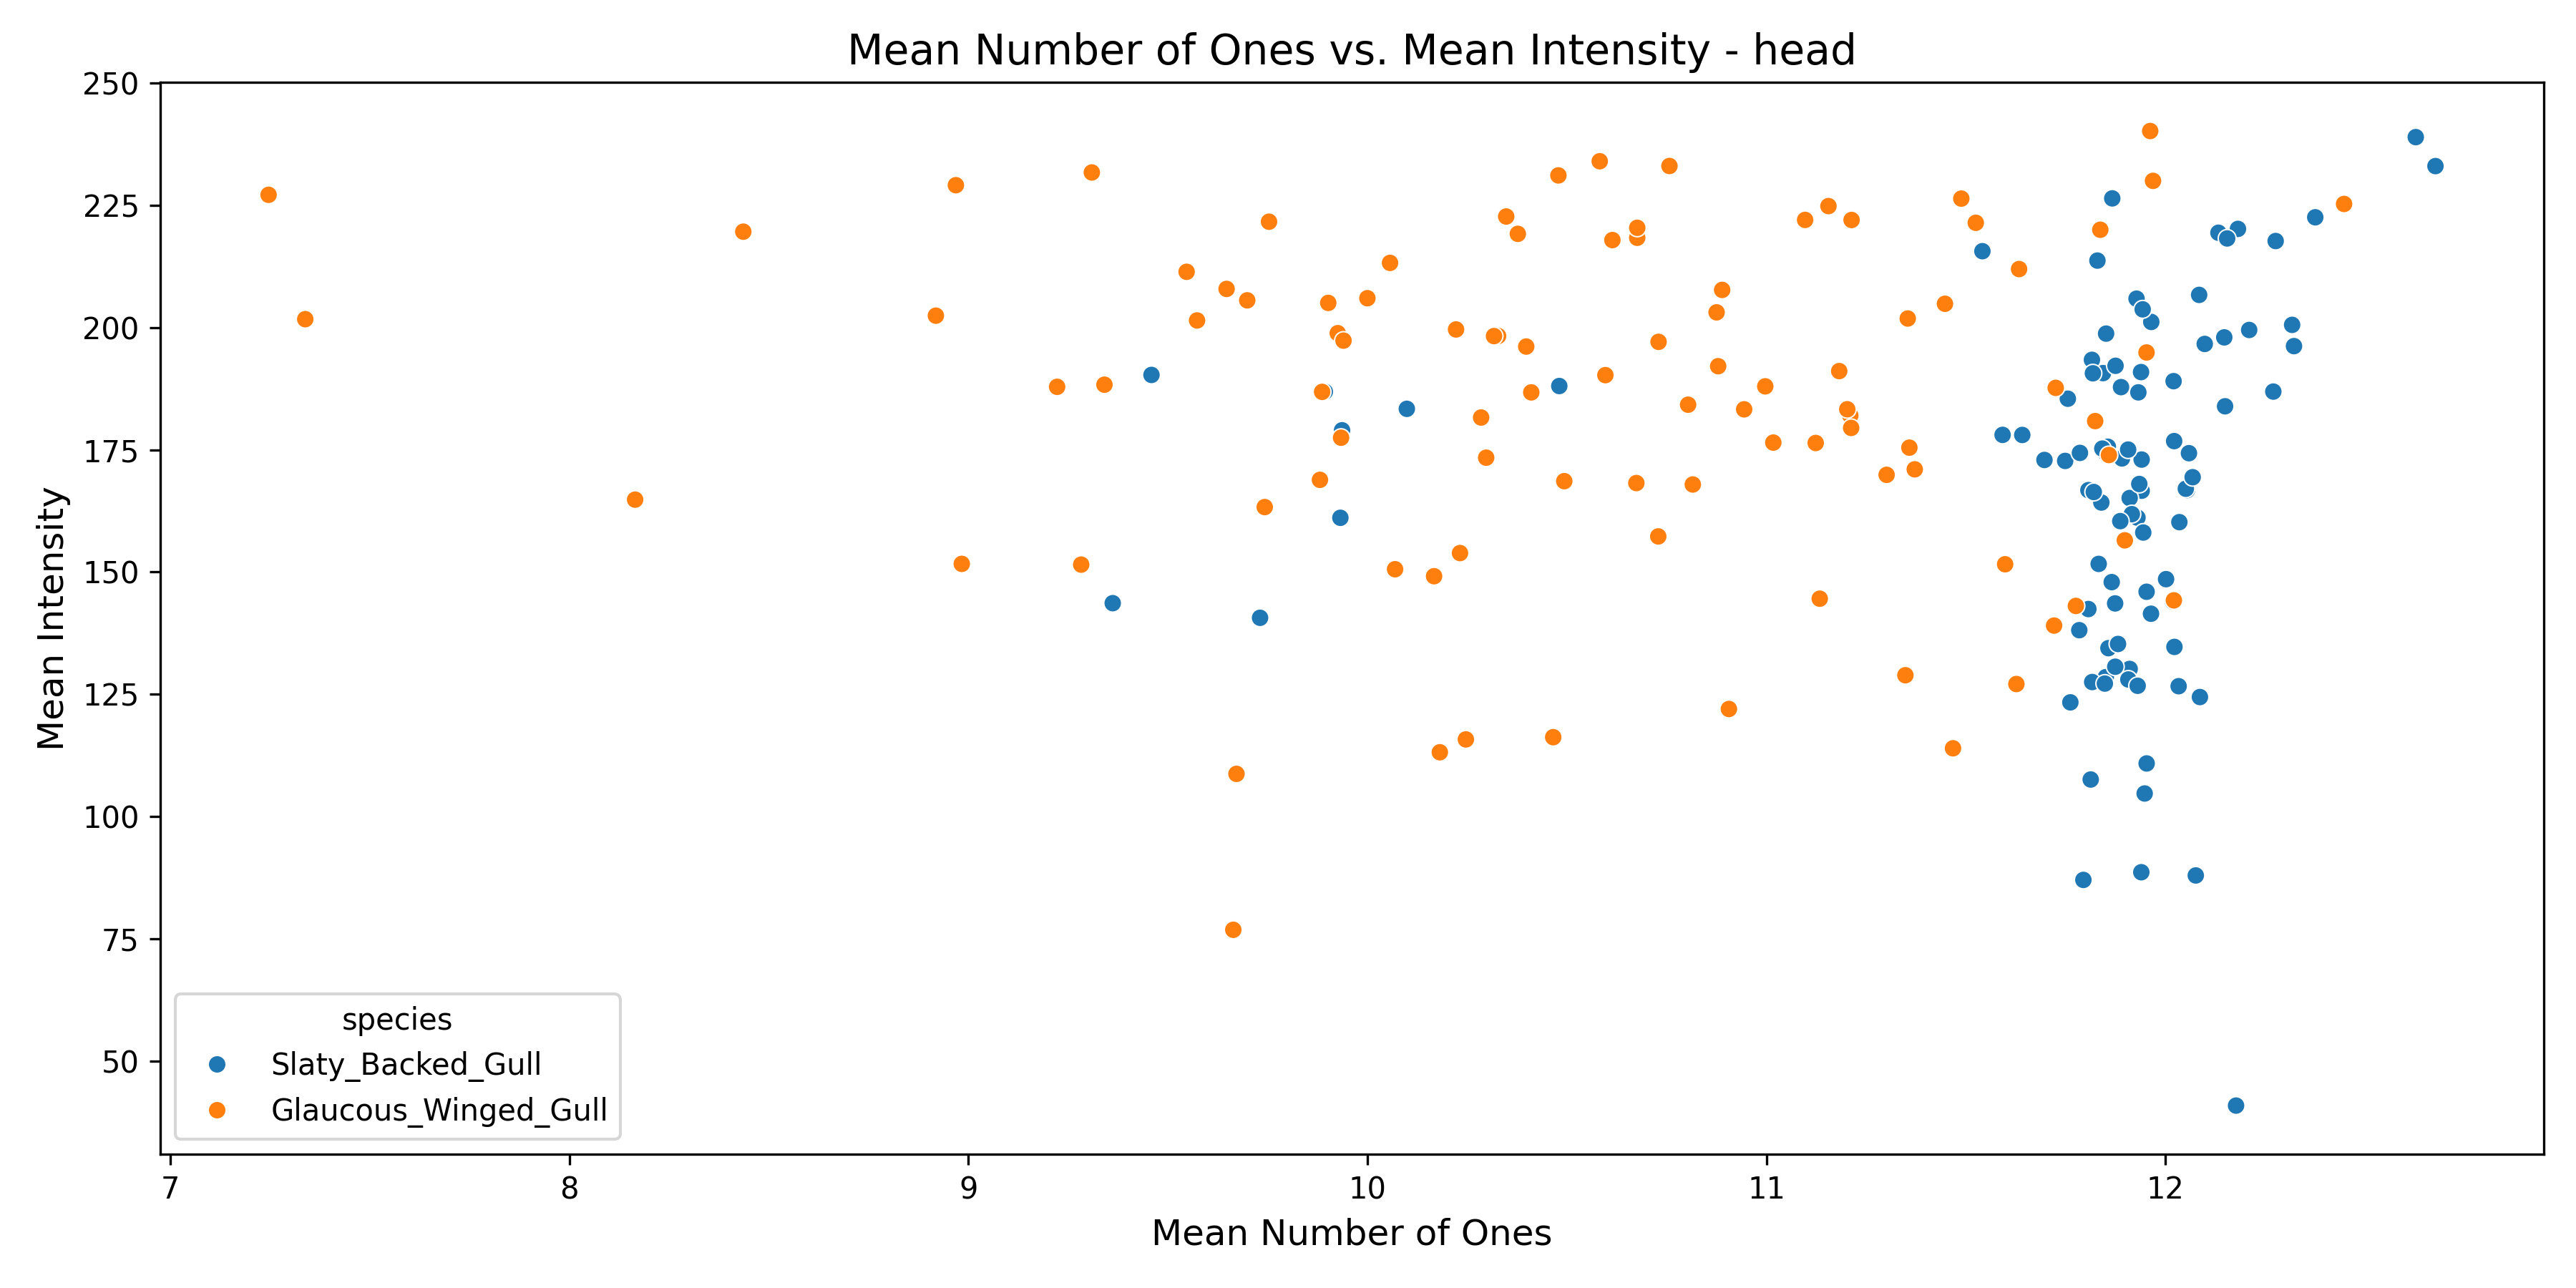 Mean Number of Ones vs. Mean Intensity - head
250
225
200
175
150
125
100
75
50
Mean Intensity
species
Slaty_Backed_Gull
Glaucous_Winged_Gull
7 8 9 10 11 12
Mean Number of Ones